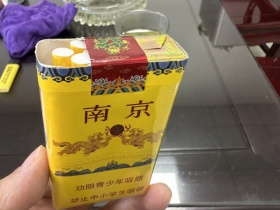 南京
劝阻青少年吸烟
禁止中小学生吸烟